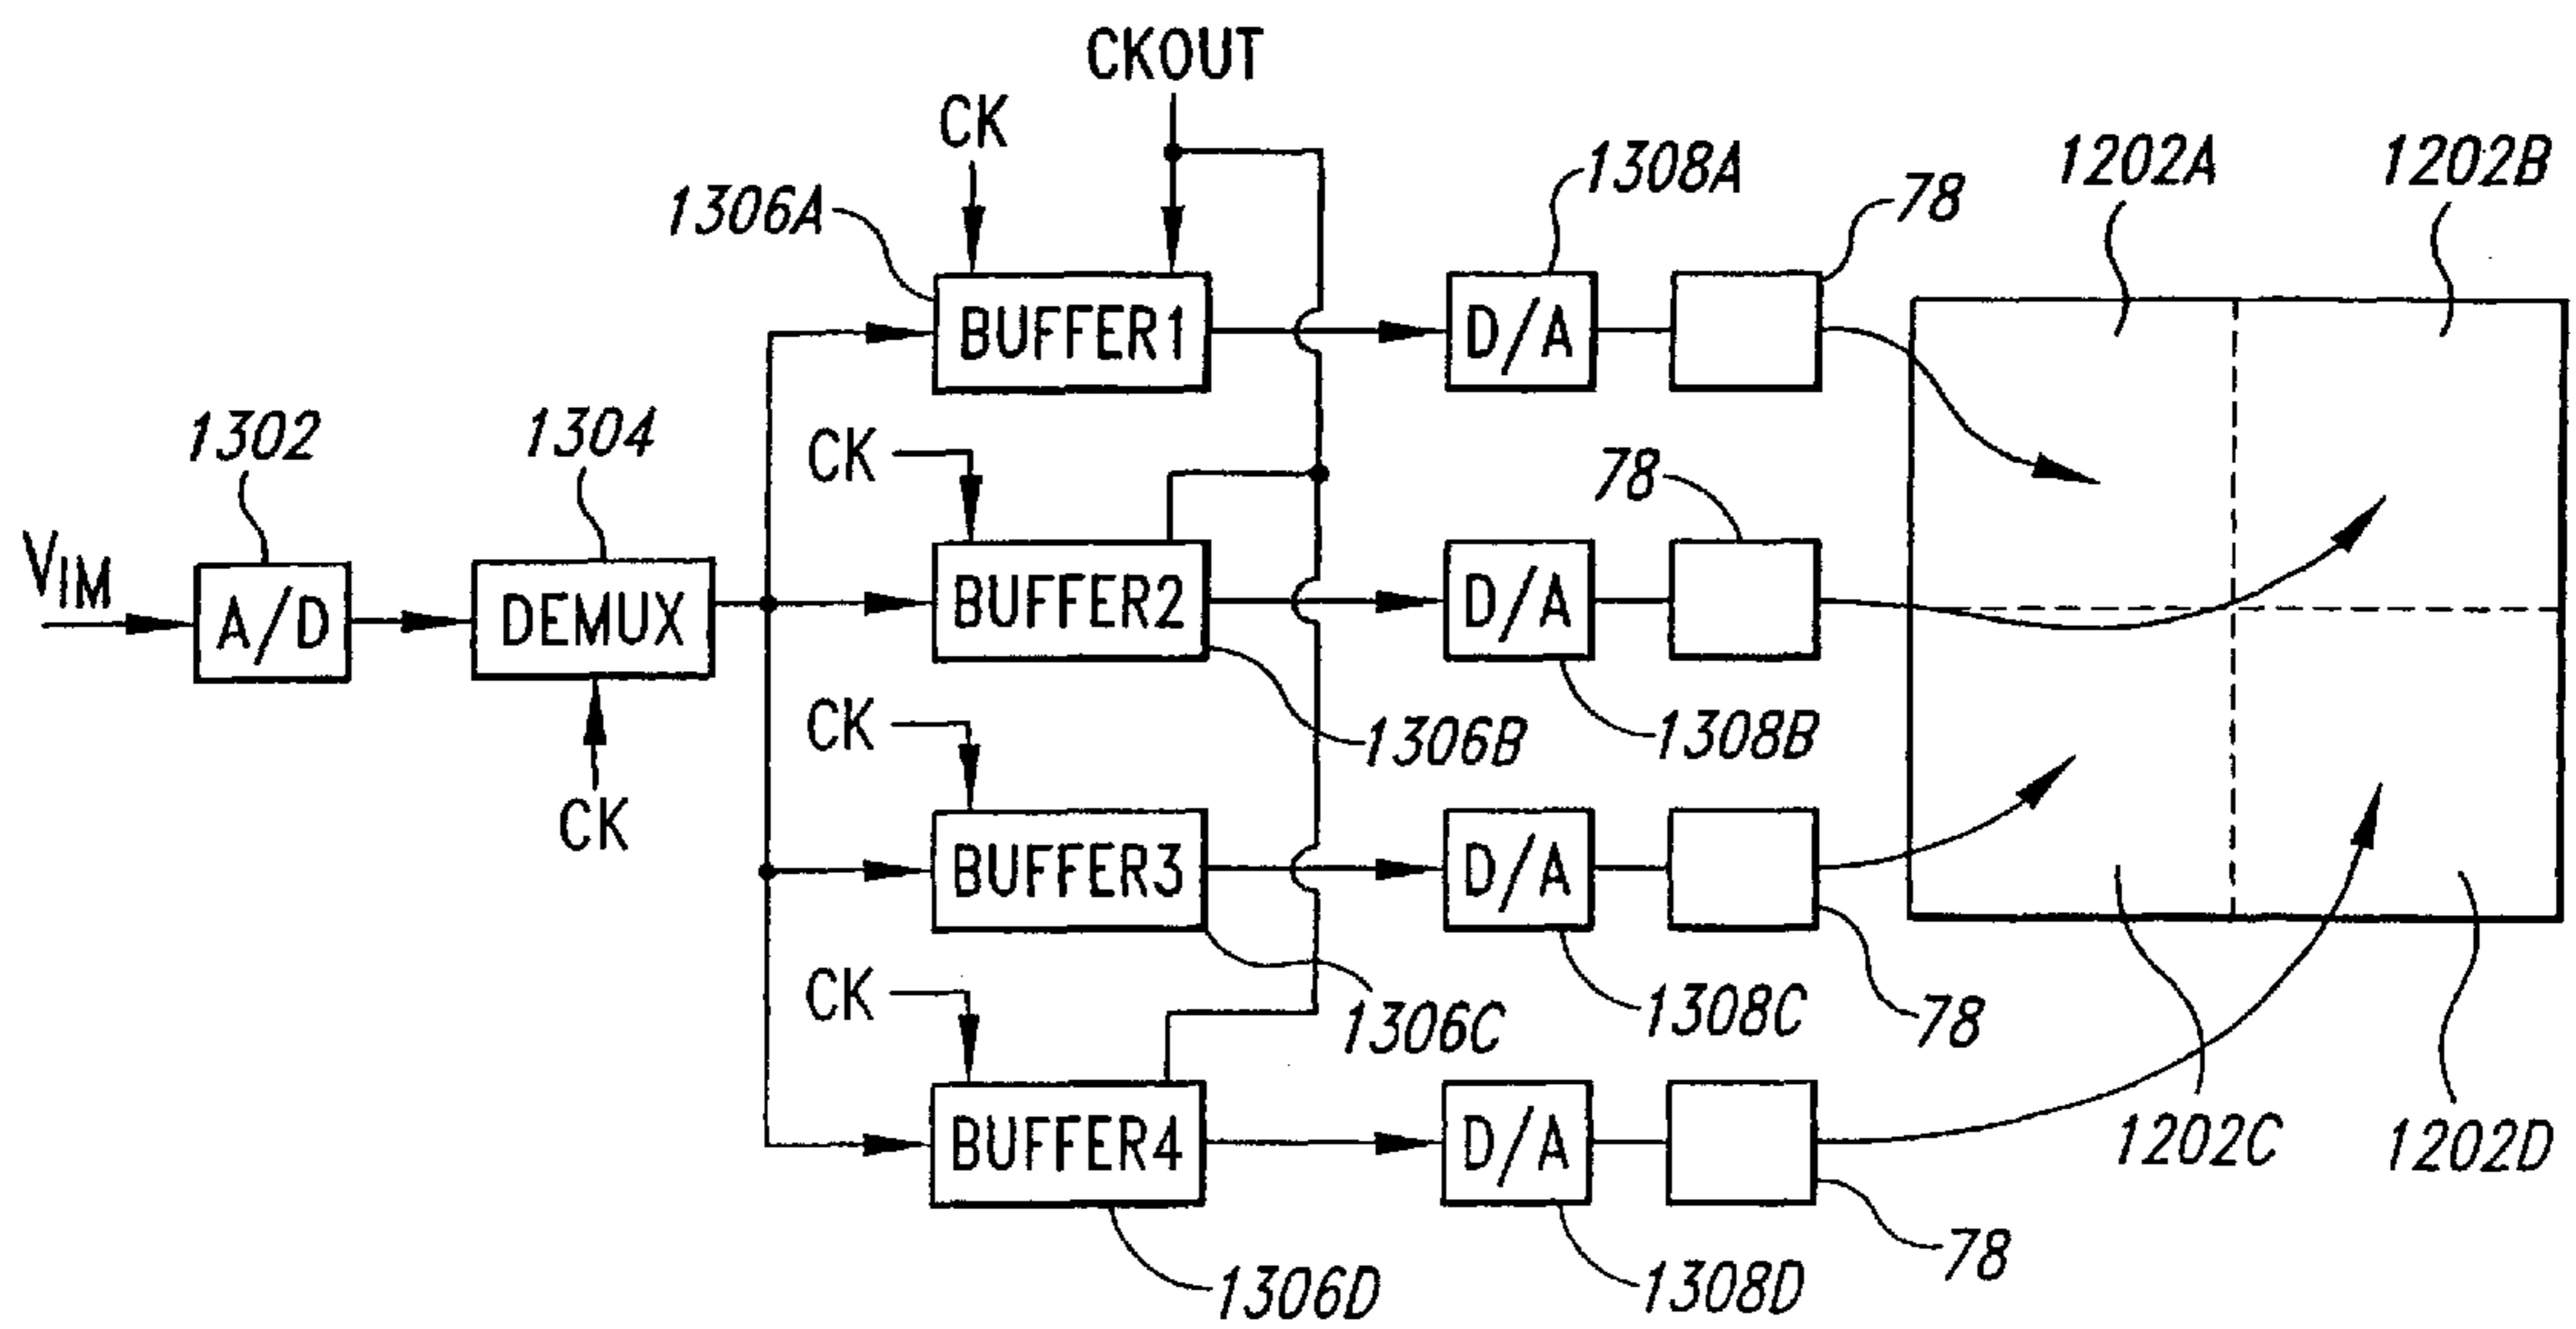 CKOUT
CK
1306A
1308A
78
1202A
1202B
BUFFER1
D/A
1302
1304
CK
78
VIM
A/D
DEMUX
BUFFER2
D/A
CK
CK
1306B
1308B
BUFFER3
D/A
CK
1306C
1308C
78
1202C
1202D
BUFFER4
D/A
1306D
1308D
78